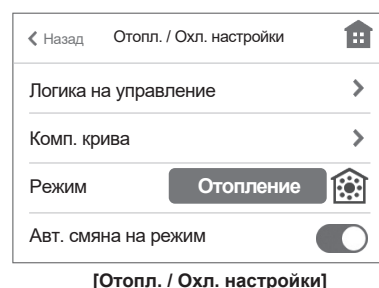 Назад Отопл. / Охл. настройки
Логика на управление
Комп. крива
Режим Отопление
Авт. смяна на режим
[Отопл. / Охл. настройки]